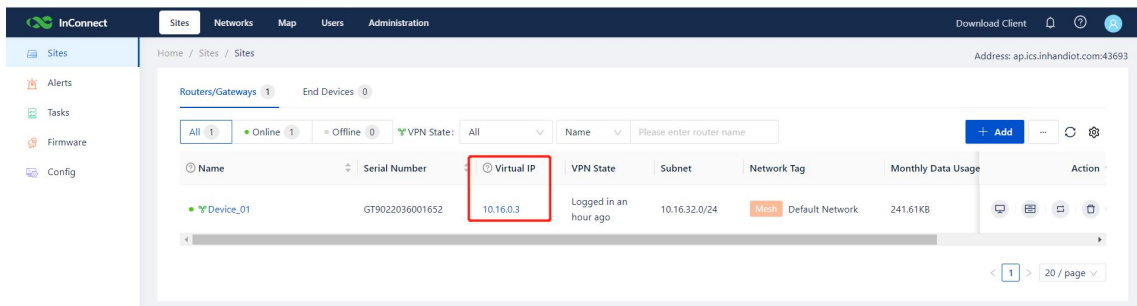 InConnect Sites Networks Map Users Administration Download Client
Sites
Alerts
Tasks
Firmware
Config
Home / Sites / Sites Address: ap.ics.inhandiot.com:43693
Routers/Gateways 1 End Devices 0
All 1 Online 1 Offline 0 VPN State: All Name Please enter router name + Add ...
Name Serial Number Virtual IP VPN State Subnet Network Tag Monthly Data Usage Action
Device_01 GT9022036001652 10.16.0.3 Logged in an 10.16.32.0/24 Mesh Default Network 241.61KB
hour ago
< 1 > 20 / page